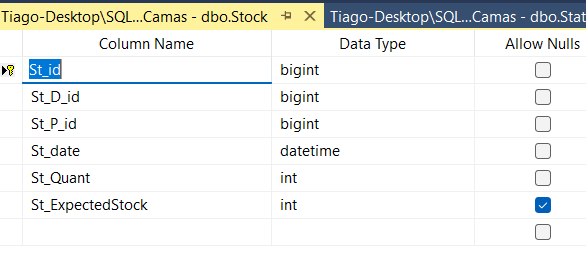 Tiago-Desktop\SQL...Camas - dbo.Stock Tiago-Desktop\SQL...Camas - dbo.Stat
Column Name Data Type Allow Nulls
St_id bigint
St_D_id bigint
St_P_id bigint
St_date datetime
St_Quant int
St_ExpectedStock int